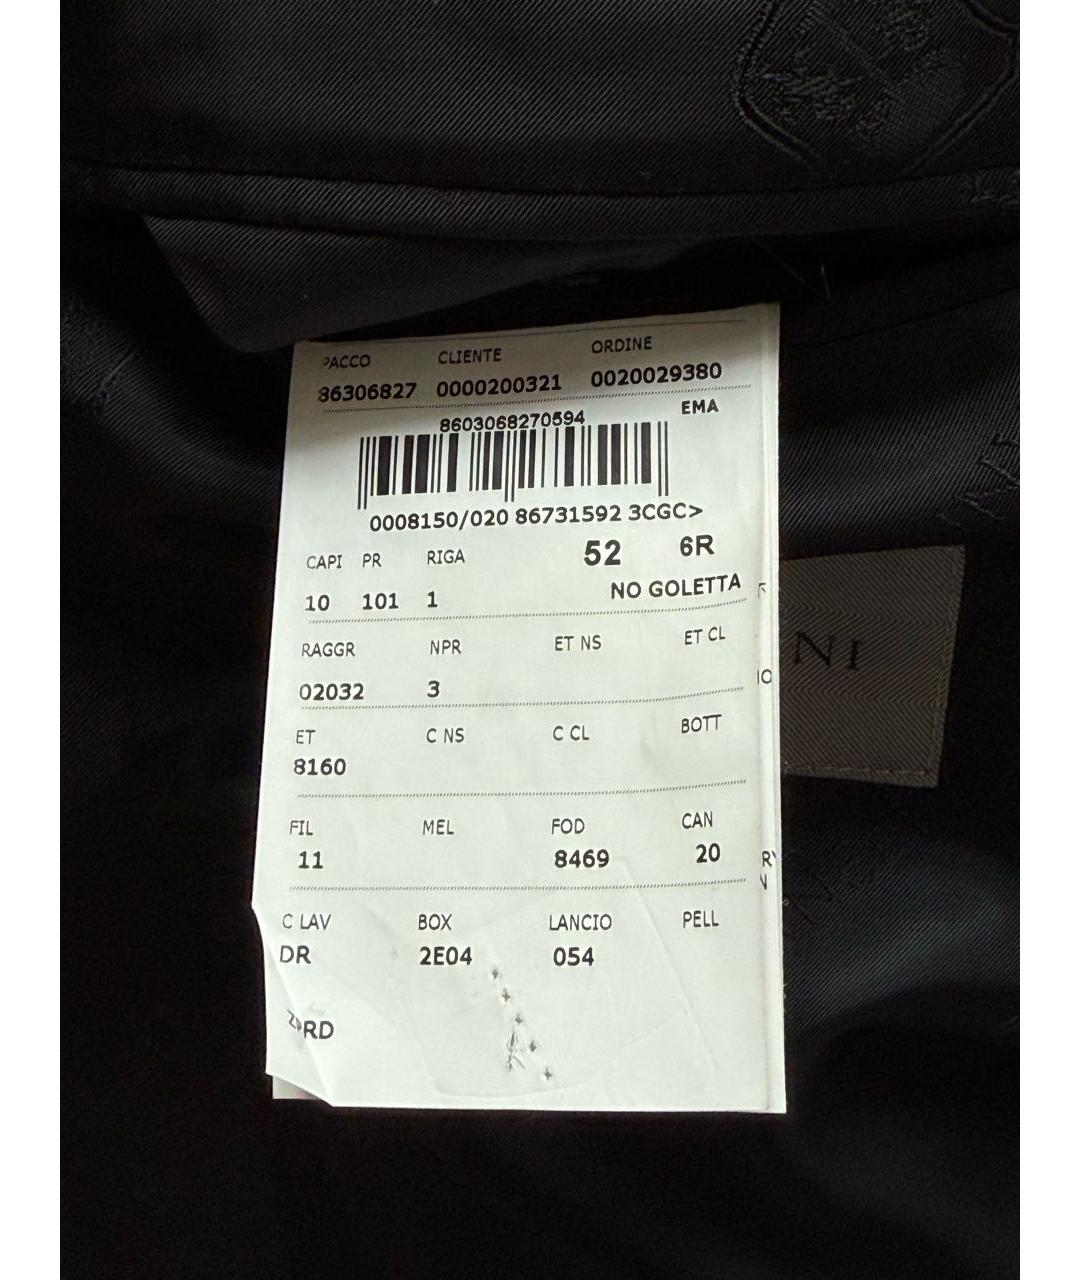 PACCO CLIENTE ORDINE
86306827 0000200321 0020029380
8603068270594 EMA
0008150/020 86731592 3CGC>
CAPI PR RIGA 52 6R
10 101 1 NO GOLETTA
RAGGR NPR ET NS ET CL
02032 3
ET C NS C CL BOTT
8160
FIL MEL FOD CAN
11 8469 20
C LAV BOX LANCIO PELL
DR 2E04 054
RD
NI